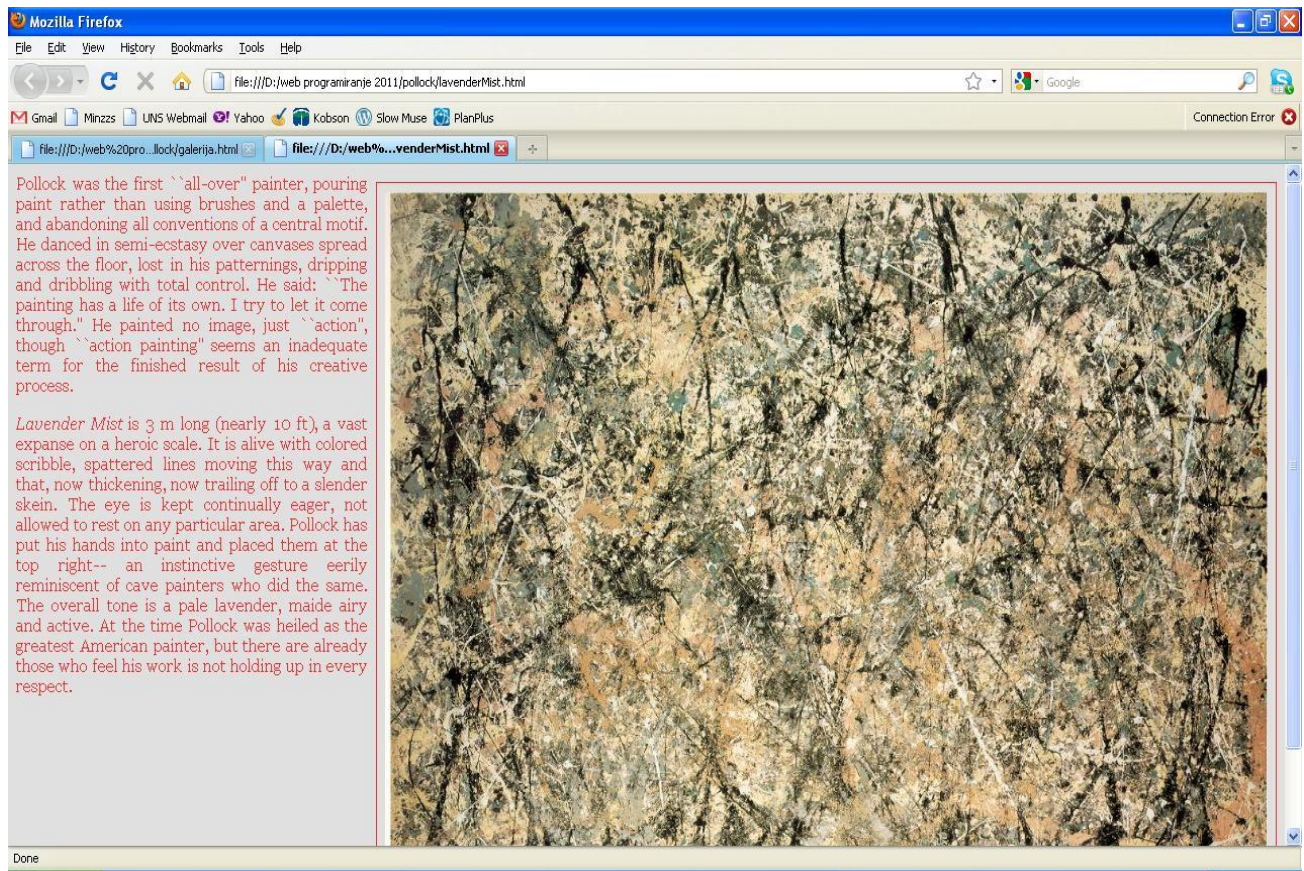 Mozilla Firefox
File Edit View History Bookmarks Tools Help
file:///D:/web programiranje 2011/pollock/lavenderMist.html
Google
Gmail Minzzs UNS Webmail Yahoo Kobson Slow Muse PlanPlus
Connection Error
file:///D:/web%20pro...llock/galerija.html
file:///D:/web%...venderMist.html
Pollock was the first ``all-over" painter, pouring
paint rather than using brushes and a palette,
and abandoning all conventions of a central motif.
He danced in semi-ecstasy over canvases spread
across the floor, lost in his patternings, dripping
and dribbling with total control. He said: ``The
painting has a life of its own. I try to let it come
through." He painted no image, just ``action",
though ``action painting" seems an inadequate
term for the finished result of his creative
process.
Lavender Mist is 3 m long (nearly 10 ft), a vast
expanse on a heroic scale. It is alive with colored
scribble, spattered lines moving this way and
that, now thickening, now trailing off to a slender
skein. The eye is kept continually eager, not
allowed to rest on any particular area. Pollock has
put his hands into paint and placed them at the
top right-- an instinctive gesture eerily
reminiscent of cave painters who did the same.
The overall tone is a pale lavender, maide airy
and active. At the time Pollock was heiled as the
greatest American painter, but there are already
those who feel his work is not holding up in every
respect.
Done